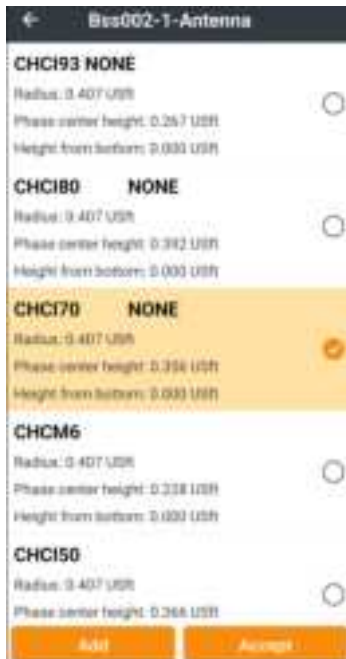 Bss002-1-Antenna
CHCI93 NONE
Radius: 0.407 USft
Phase center height: 0.267 USft
Height from bottom: 0.000 USft
CHCI80 NONE
Radius: 0.407 USft
Phase center height: 0.392 USft
Height from bottom: 0.000 USft
CHCI70 NONE
Radius: 0.407 USft
Phase center height: 0.356 USft
Height from bottom: 0.000 USft
CHCM6
Radius: 0.407 USft
Phase center height: 0.238 USft
Height from bottom: 0.000 USft
CHCI50
Radius: 0.407 USft
Phase center height: 0.366 USft
Add
Accept